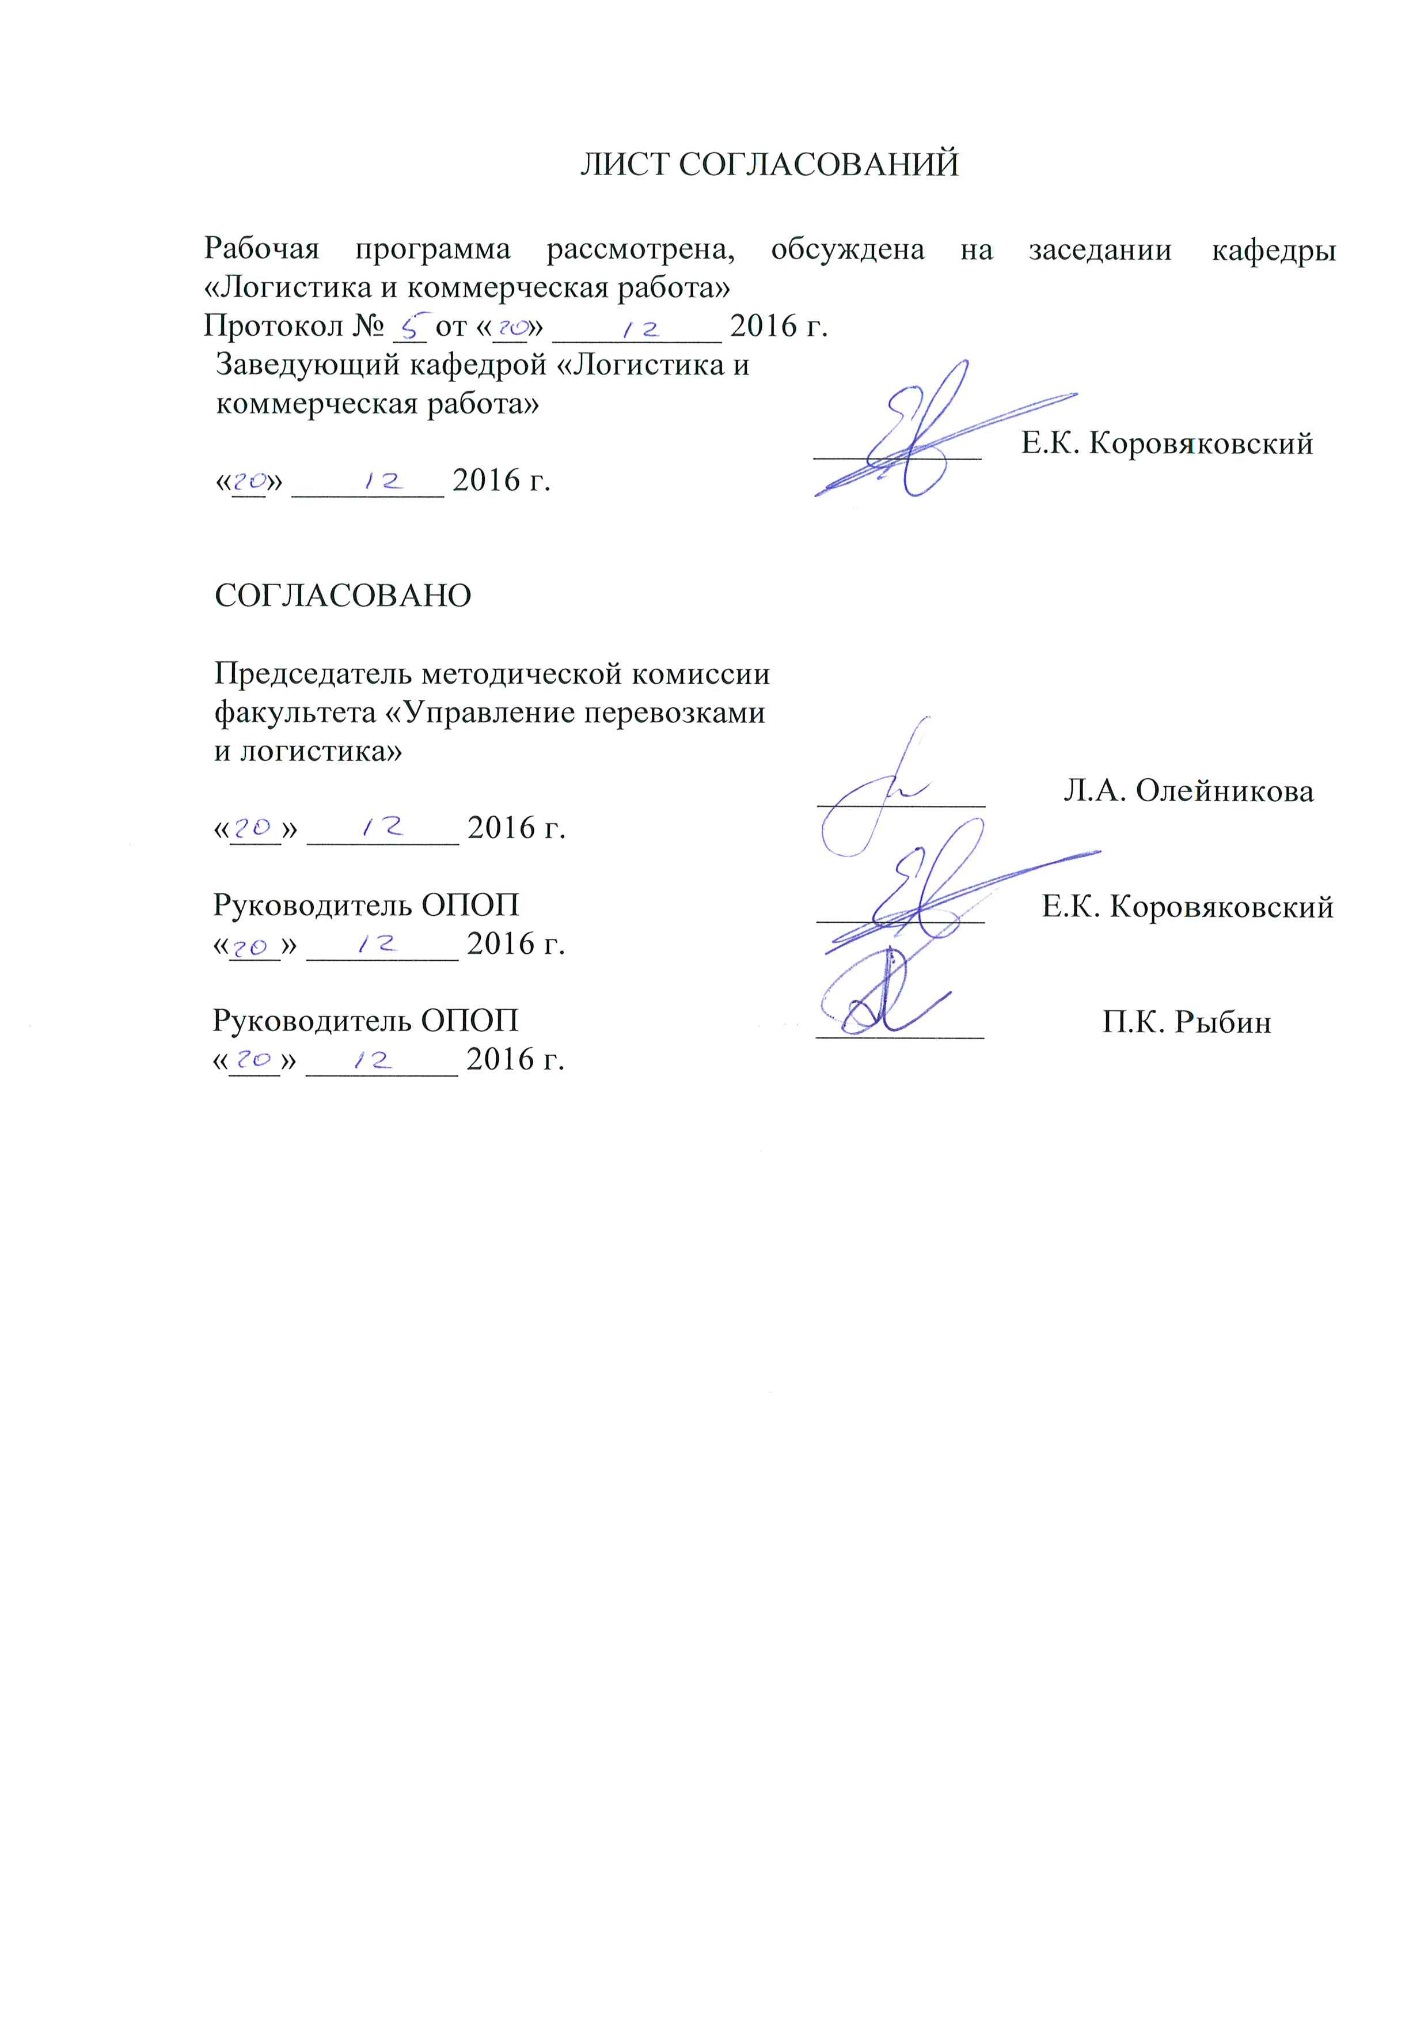 ЛИСТ СОГЛАСОВАНИЙ
Рабочая программа рассмотрена, обсуждена на заседании кафедры
«Логистика и коммерческая работа»
Протокол № 5 от «20» 12 2016 г.
Заведующий кафедрой «Логистика и
коммерческая работа»
Е.К. Коровяковский
«20» 12 2016 г.
СОГЛАСОВАНО
Председатель методической комиссии
факультета «Управление перевозками
и логистика»
Л.А. Олейникова
«20» 12 2016 г.
Руководитель ОПОП Е.К. Коровяковский
«20» 12 2016 г.
Руководитель ОПОП П.К. Рыбин
«20» 12 2016 г.